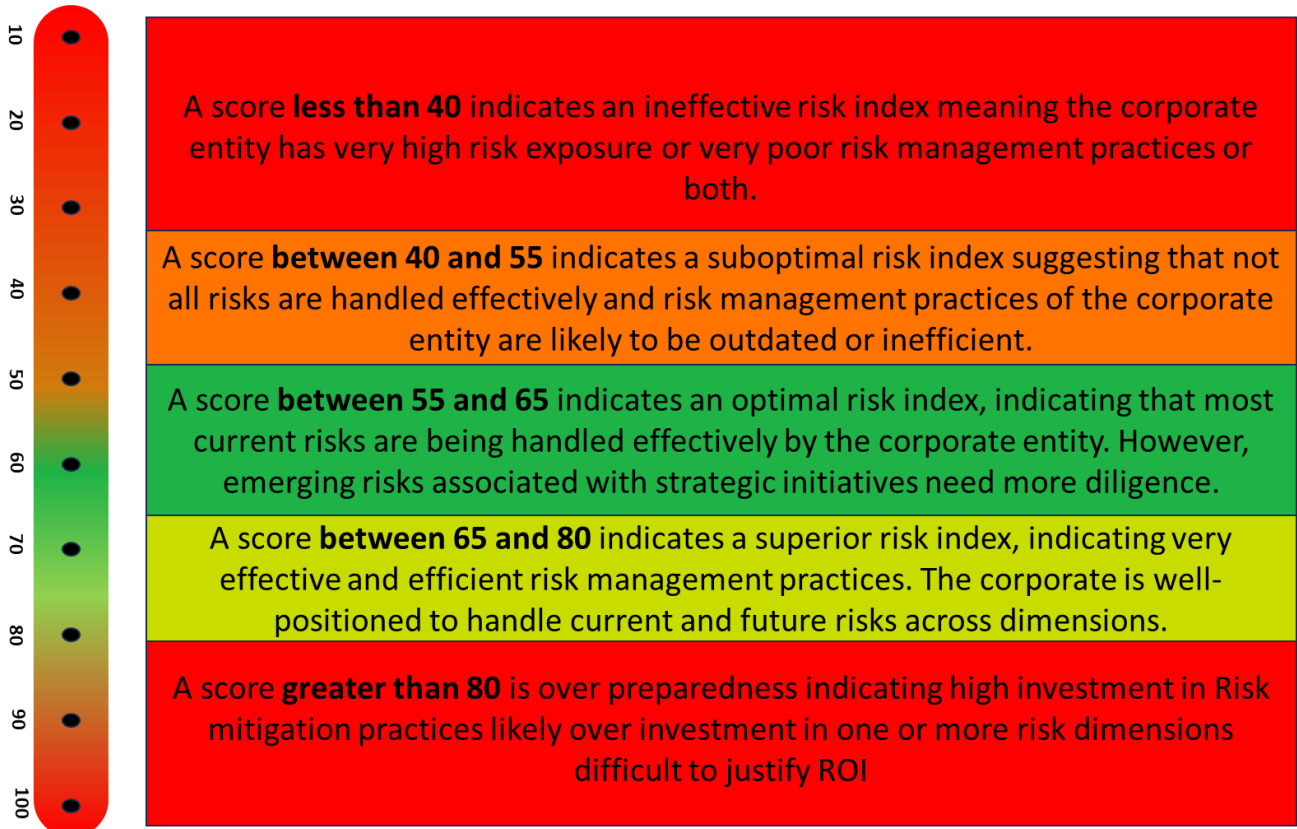 10
20
30
40
50
60
70
80
90
100
A score less than 40 indicates an ineffective risk index meaning the corporate
entity has very high risk exposure or very poor risk management practices or
both.
A score between 40 and 55 indicates a suboptimal risk index suggesting that not
all risks are handled effectively and risk management practices of the corporate
entity are likely to be outdated or inefficient.
A score between 55 and 65 indicates an optimal risk index, indicating that most
current risks are being handled effectively by the corporate entity. However,
emerging risks associated with strategic initiatives need more diligence.
A score between 65 and 80 indicates a superior risk index, indicating very
effective and efficient risk management practices. The corporate is well-
positioned to handle current and future risks across dimensions.
A score greater than 80 is over preparedness indicating high investment in Risk
mitigation practices likely over investment in one or more risk dimensions
difficult to justify ROI